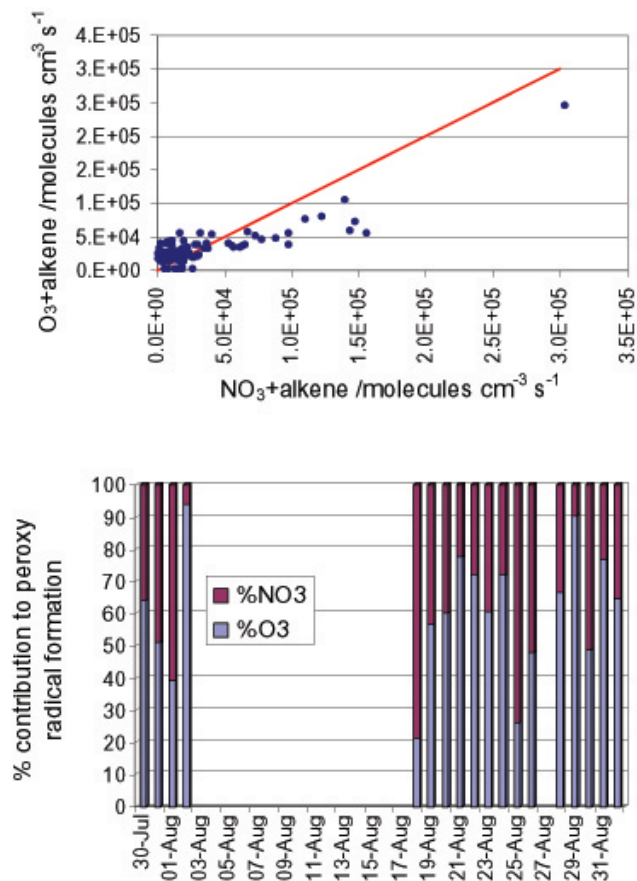 O3+alkene /molecules cm-3 s-1
4.E+05
3.E+05
3.E+05
2.E+05
2.E+05
1.E+05
5.E+04
0.E+00
0.0E+00
5.0E+04
1.0E+05
1.5E+05
2.0E+05
2.5E+05
3.0E+05
3.5E+05
NO3+alkene /molecules cm-3 s-1
% contribution to peroxy
radical formation
100
90
80
70
60
50
40
30
20
10
0
%NO3
%O3
30-Jul
01-Aug
03-Aug
05-Aug
07-Aug
09-Aug
11-Aug
13-Aug
15-Aug
17-Aug
19-Aug
21-Aug
23-Aug
25-Aug
27-Aug
29-Aug
31-Aug